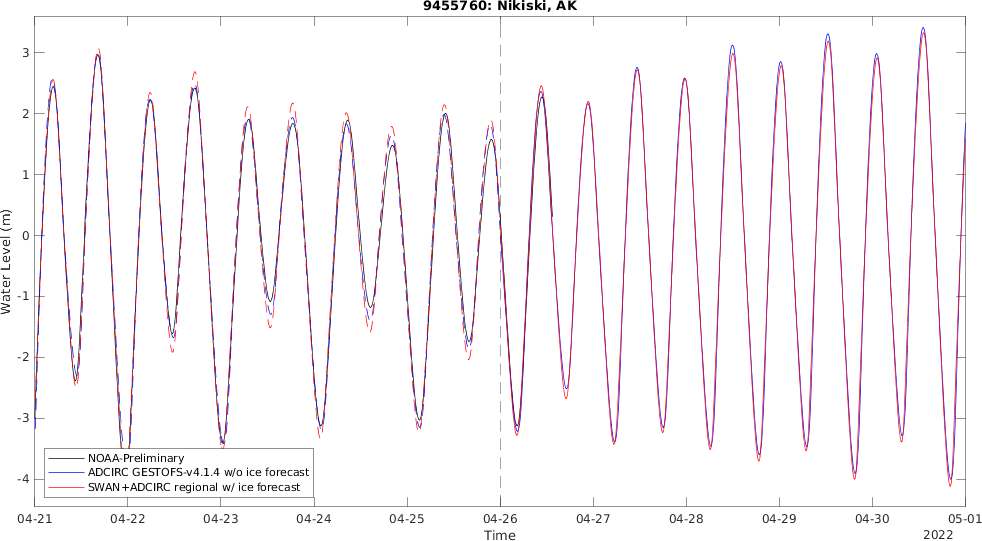 9455760: Nikiski, AK
Water Level (m)
3
2
1
0
-1
-2
-3
-4
NOAA-Preliminary
ADCIRC GESTOFS-v4.1.4 w/o ice forecast
SWAN+ADCIRC regional w/ ice forecast
04-21 04-22 04-23 04-24 04-25 04-26 04-27 04-28 04-29 04-30 05-01
Time
2022